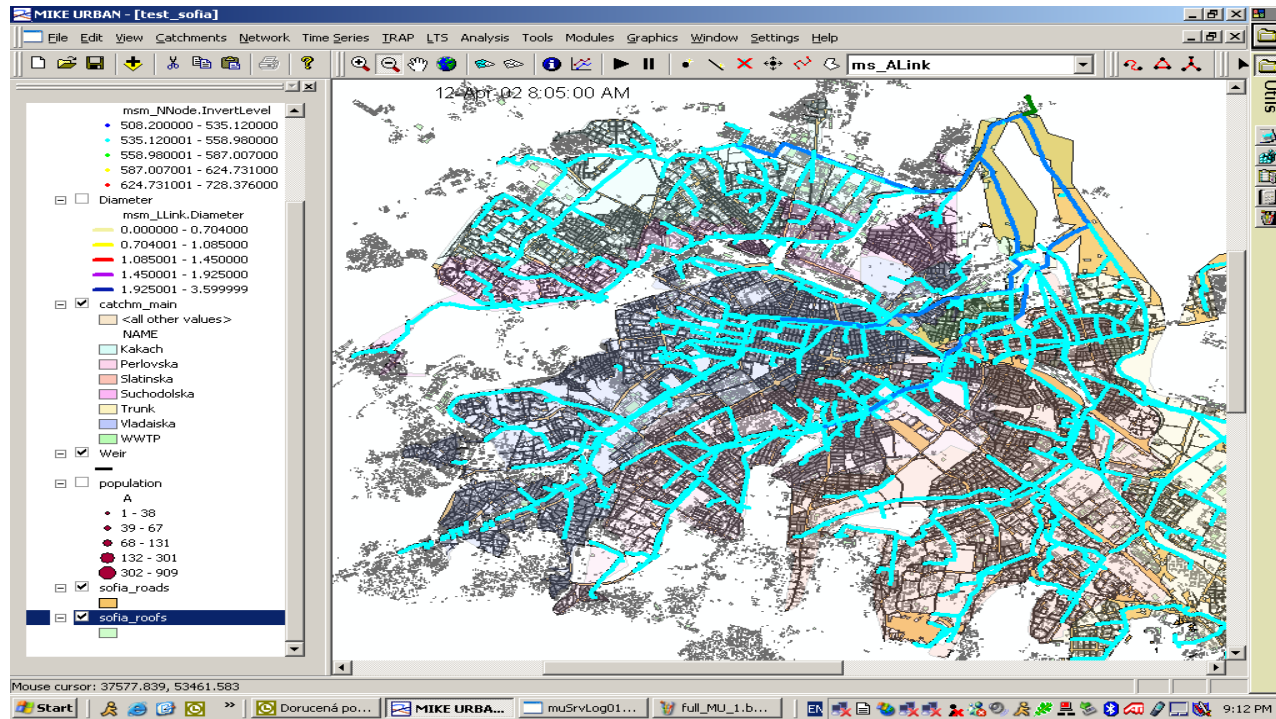 MIKE URBAN - [test_sofia]
File Edit View Catchments Network Time Series TRAP LTS Analysis Tools Modules Graphics Window Settings Help
ms_ALink
Utils
12-Apr-02 8:05:00 AM
msm_NNode.InvertLevel
508.200000 - 535.120000
535.120001 - 558.980000
558.980001 - 587.007000
587.007001 - 624.731000
624.731001 - 728.376000
Diameter
msm_LLink.Diameter
0.000000 - 0.704000
0.704001 - 1.085000
1.085001 - 1.450000
1.450001 - 1.925000
1.925001 - 3.599999
catchm_main
<all other values>
NAME
Kakach
Perlovska
Slatinska
Suchodolska
Trunk
Vladaiska
WWTP
Weir
population
A
1 - 38
39 - 67
68 - 131
132 - 301
302 - 909
sofia_roads
sofia_roofs
Mouse cursor: 37577.839, 53461.583
Start » Dorucená po... MIKE URBA... muSrvLog01... full_MU_1.b... EN 9:12 PM